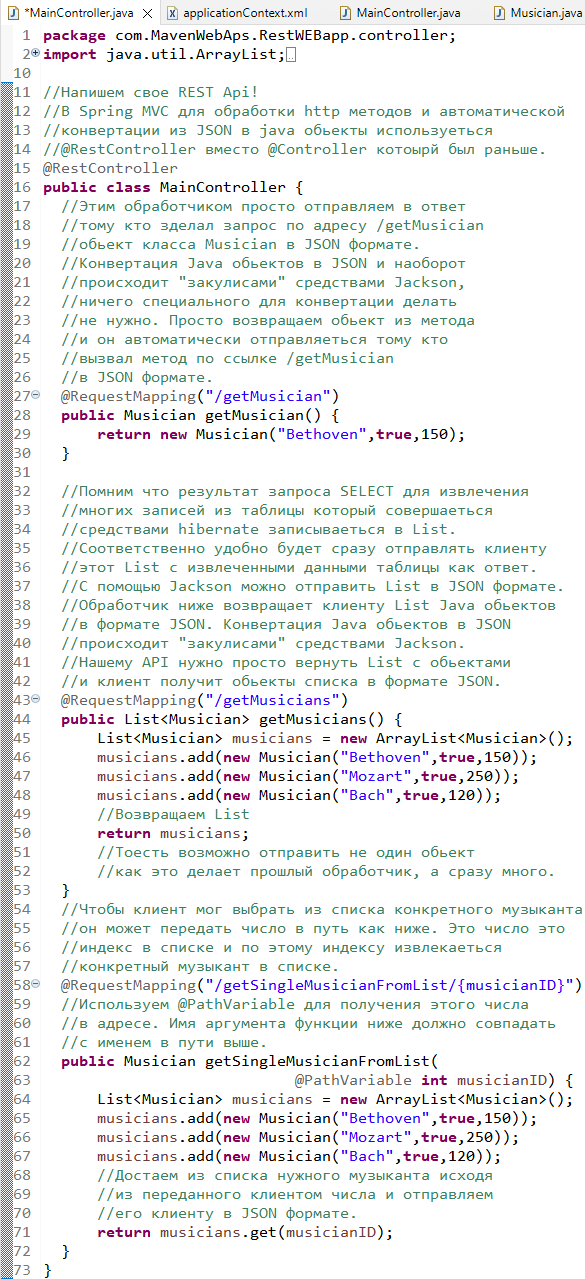 *MainController.java applicationContext.xml MainController.java Musician.java
1 package com.MavenWebAps.RestWEBapp.controller;
2 import java.util.ArrayList;
10
11 //Напишем свое REST Api!
12 //В Spring MVC для обработки http методов и автоматической
13 //конвертации из JSON в java обьекты используеться
14 //@RestController вместо @Controller котоырй был раньше.
15 @RestController
16 public class MainController {
17 //Этим обработчиком просто отправляем в ответ
18 //тому кто зделал запрос по адресу /getMusician
19 //обьект класса Musician в JSON формате.
20 //Конвертация Java обьектов в JSON и наоборот
21 //происходит "закулисами" средствами Jackson,
22 //ничего специального для конвертации делать
23 //не нужно. Просто возвращаем обьект из метода
24 //и он автоматически отправляеться тому кто
25 //вызвал метод по ссылке /getMusician
26 //в JSON формате.
27 @RequestMapping("/getMusician")
28 public Musician getMusician() {
29 return new Musician("Bethoven",true,150);
30 }
31
32 //Помним что результат запроса SELECT для извлечения
33 //многих записей из таблицы который совершаеться
34 //средствами hibernate записываеться в List.
35 //Соответственно удобно будет сразу отправлять клиенту
36 //этот List с извлеченными данными таблицы как ответ.
37 //С помощью Jackson можно отправить List в JSON формате.
38 //Обработчик ниже возвращает клиенту List Java обьектов
39 //в формате JSON. Конвертация Java обьектов в JSON
40 //происходит "закулисами" средствами Jackson.
41 //Нашему API нужно просто вернуть List с обьектами
42 //и клиент получит обьекты списка в формате JSON.
43 @RequestMapping("/getMusicians")
44 public List<Musician> getMusicians() {
45 List<Musician> musicians = new ArrayList<Musician>();
46 musicians.add(new Musician("Bethoven",true,150));
47 musicians.add(new Musician("Mozart",true,250));
48 musicians.add(new Musician("Bach",true,120));
49 //Возвращаем List
50 return musicians;
51 //Тоесть возможно отправить не один обьект
52 //как это делает прошлый обработчик, а сразу много.
53 }
54 //Чтобы клиент мог выбрать из списка конкретного музыканта
55 //он может передать число в путь как ниже. Это число это
56 //индекс в списке и по этому индексу извлекаеться
57 //конкретный музыкант в списке.
58 @RequestMapping("/getSingleMusicianFromList/{musicianID}")
59 //Используем @PathVariable для получения этого числа
60 //в адресе. Имя аргумента функции ниже должно совпадать
61 //с именем в пути выше.
62 public Musician getSingleMusicianFromList(
63 @PathVariable int musicianID) {
64 List<Musician> musicians = new ArrayList<Musician>();
65 musicians.add(new Musician("Bethoven",true,150));
66 musicians.add(new Musician("Mozart",true,250));
67 musicians.add(new Musician("Bach",true,120));
68 //Достаем из списка нужного музыканта исходя
69 //из переданного клиентом числа и отправляем
70 //его клиенту в JSON формате.
71 return musicians.get(musicianID);
72 }
73 }